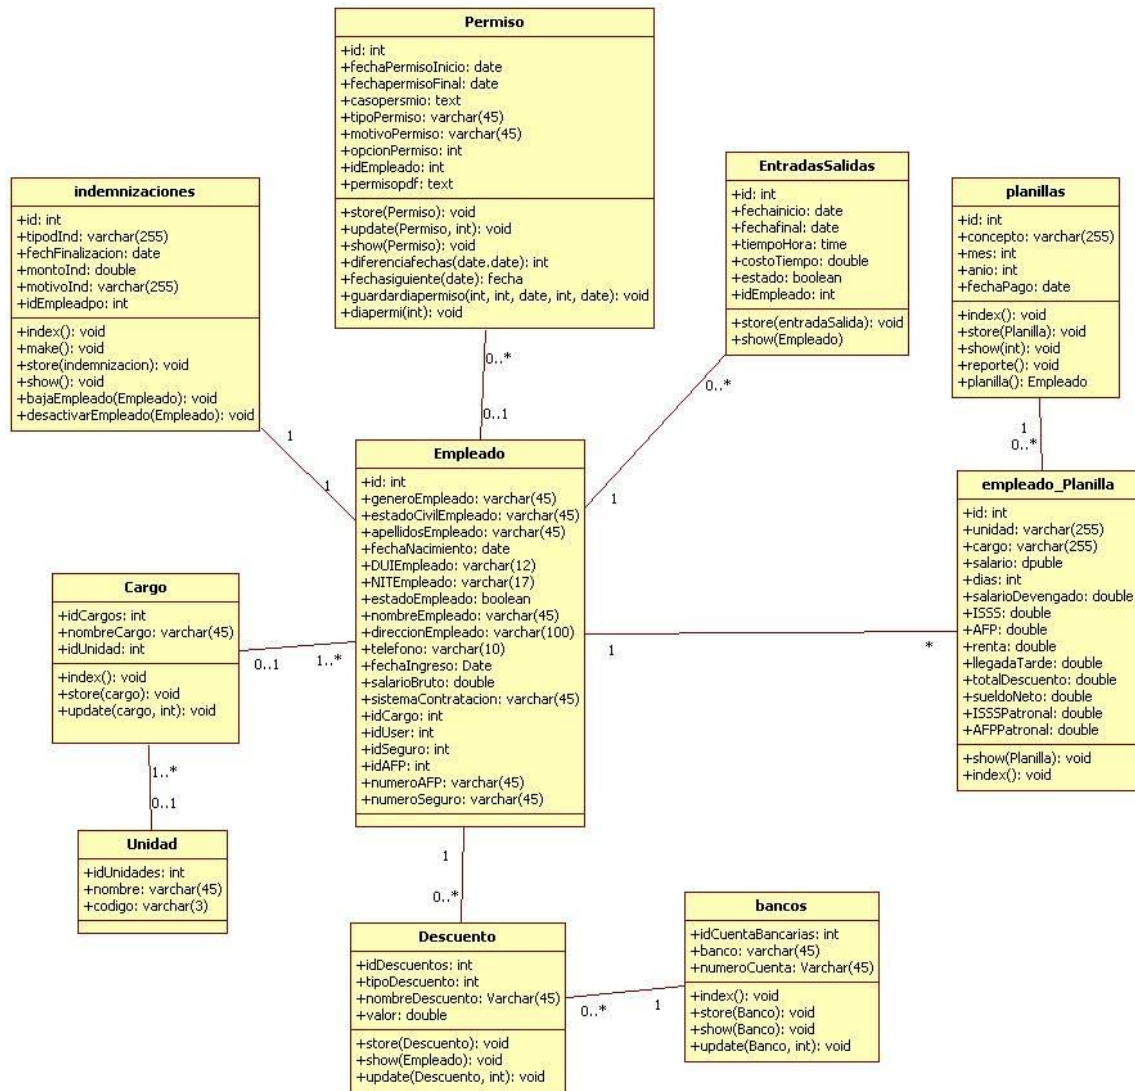 Permiso
+id: int
+fechaPermisoInicio: date
+fechapermisoFinal: date
+casopersmio: text
+tipoPermiso: varchar(45)
+motivoPermiso: varchar(45)
+opcionPermiso: int
+idEmpleado: int
+permisopdf: text
+store(Permiso): void
+update(Permiso, int): void
+show(Permiso): void
+diferenciafechas(date.date): int
+fechasiguiente(date): fecha
+guardardiapermiso(int, int, date, int, date): void
+diapermi(int): void
0..*
0..1
indemnizaciones
+id: int
+tipodInd: varchar(255)
+fechFinalizacion: date
+montoInd: double
+motivoInd: varchar(255)
+idEmpleadpo: int
+index(): void
+make(): void
+store(indemnizacion): void
+show(): void
+bajaEmpleado(Empleado): void
+desactivarEmpleado(Empleado): void
1
1
EntradasSalidas
+id: int
+fechainicio: date
+fechafinal: date
+tiempoHora: time
+costoTiempo: double
+estado: boolean
+idEmpleado: int
+store(entradaSalida): void
+show(Empleado)
0..*
1
planillas
+id: int
+concepto: varchar(255)
+mes: int
+anio: int
+fechaPago: date
+index(): void
+store(Planilla): void
+show(int): void
+reporte(): void
+planilla(): Empleado
1
0..*
Empleado
+id: int
+generoEmpleado: varchar(45)
+estadoCivilEmpleado: varchar(45)
+apellidosEmpleado: varchar(45)
+fechaNacimiento: date
+DUIEmpleado: varchar(12)
+NITEmpleado: varchar(17)
+estadoEmpleado: boolean
+nombreEmpleado: varchar(45)
+direccionEmpleado: varchar(100)
+telefono: varchar(10)
+fechaIngreso: Date
+salarioBruto: double
+sistemaContratacion: varchar(45)
+idCargo: int
+idUser: int
+idSeguro: int
+idAFP: int
+numeroAFP: varchar(45)
+numeroSeguro: varchar(45)
1
*
empleado_Planilla
+id: int
+unidad: varchar(255)
+cargo: varchar(255)
+salario: dpuble
+dias: int
+salarioDevengado: double
+ISSS: double
+AFP: double
+renta: double
+llegadaTarde: double
+totalDescuento: double
+sueldoNeto: double
+ISSSPatronal: double
+AFPPatronal: double
+show(Planilla): void
+index(): void
Cargo
+idCargos: int
+nombreCargo: varchar(45)
+idUnidad: int
+index(): void
+store(cargo): void
+update(cargo, int): void
0..1
1..*
1..*
0..1
Unidad
+idUnidades: int
+nombre: varchar(45)
+codigo: varchar(3)
1
0..*
Descuento
+idDescuentos: int
+tipoDescuento: int
+nombreDescuento: Varchar(45)
+valor: double
+store(Descuento): void
+show(Empleado): void
+update(Descuento, int): void
0..*
1
bancos
+idCuentaBancarias: int
+banco: varchar(45)
+numeroCuenta: Varchar(45)
+index(): void
+store(Banco): void
+show(Banco): void
+update(Banco, int): void